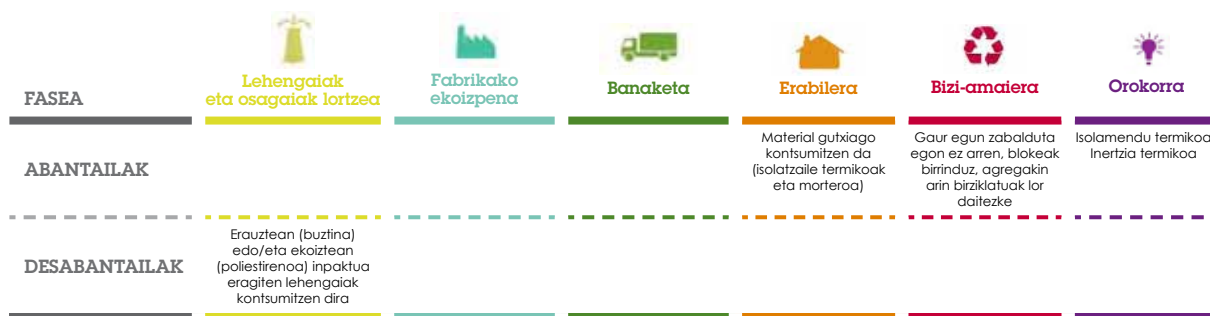 FASEA
Lehengaiak
eta osagaiak lortzea
Fabrikako
ekoizpena
Banaketa
Erabilera
Bizi-amaiera
Orokorra
ABANTAILAK
Material gutxiago
kontsumitzen da
(isolatzaile termikoak
eta morteroa)
Gaur egun zabalduta
egon ez arren, blokeak
birrinduz, agregakin
arin birziklatuak lor
daitezke
Isolamendu termikoa
Inertzia termikoa
DESABANTAILAK
Erauztean (buztina)
edo/eta ekoiztean
(poliestirenoa) inpaktua
eragiten lehengaiak
kontsumitzen dira